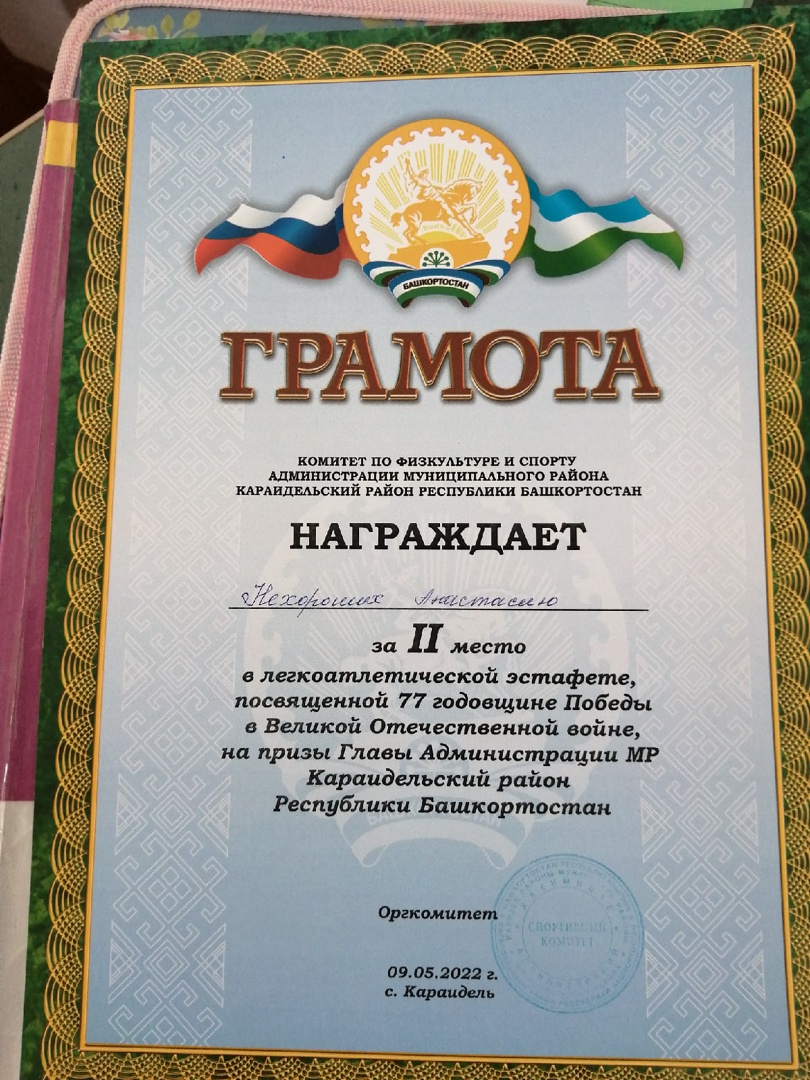 БАШКОРТОСТАН
ГРАМОТА
КОМИТЕТ ПО ФИЗКУЛЬТУРЕ И СПОРТУ
АДМИНИСТРАЦИИ МУНИЦИПАЛЬНОГО РАЙОНА
КАРАИДЕЛЬСКИЙ РАЙОН РЕСПУБЛИКИ БАШКОРТОСТАН
НАГРАЖДАЕТ
Нехороших Анастасию
за II место
в легкоатлетической эстафете,
посвященной 77 годовщине Победы
в Великой Отечественной войне,
на призы Главы Администрации МР
Караидельский район
Республики Башкортостан
Оргкомитет
СПОРТИВНЫЙ
КОМИТЕТ
09.05.2022 г.
с. Караидель